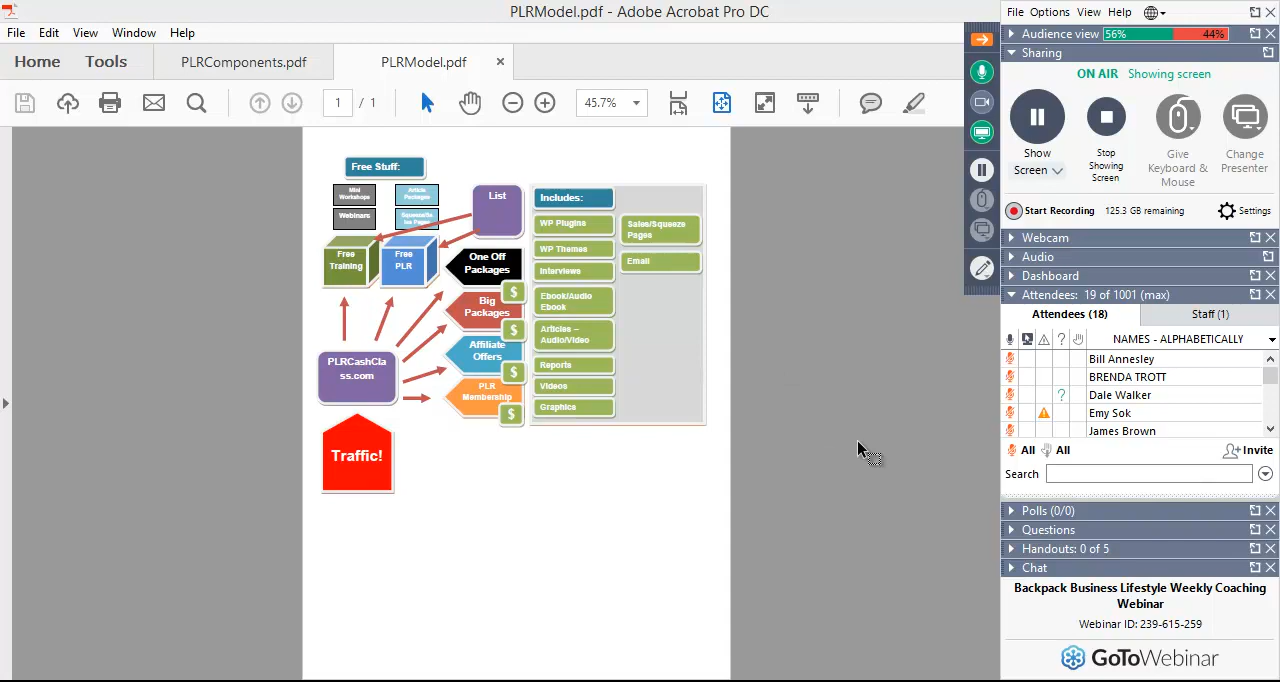 PLRModel.pdf - Adobe Acrobat Pro DC
File Edit View Window Help
Home Tools PLRComponents.pdf PLRModel.pdf ×
1 / 1 45.7%
Free Stuff:
Mini
Workshops
Article
Packages
Webinars
List
Free
Training
Free
PLR
One Off
Packages
$
Big
Packages
$
Affiliate
Offers
$
PLR
Membership
$
PLRCashCla
ss.com
Traffic!
Includes:
WP Plugins
WP Themes
Interviews
Ebook/Audio
Ebook
Articles –
Audio/Video
Reports
Videos
Graphics
Sales/Squeeze
Pages
Email
File Options View Help
Audience view 56% 44%
Sharing
ON AIR Showing screen
Show
Screen
Stop
Showing
Screen
Give
Keyboard &
Mouse
Change
Presenter
Start Recording 125.3 GB remaining Settings
Webcam
Audio
Dashboard
Attendees: 19 of 1001 (max)
Attendees (18) Staff (1)
NAMES - ALPHABETICALLY
Bill Annesley
BRENDA TROTT
Dale Walker
Emy Sok
James Brown
All All Invite
Search
Polls (0/0)
Questions
Handouts: 0 of 5
Chat
Backpack Business Lifestyle Weekly Coaching
Webinar
Webinar ID: 239-615-259
GoToWebinar